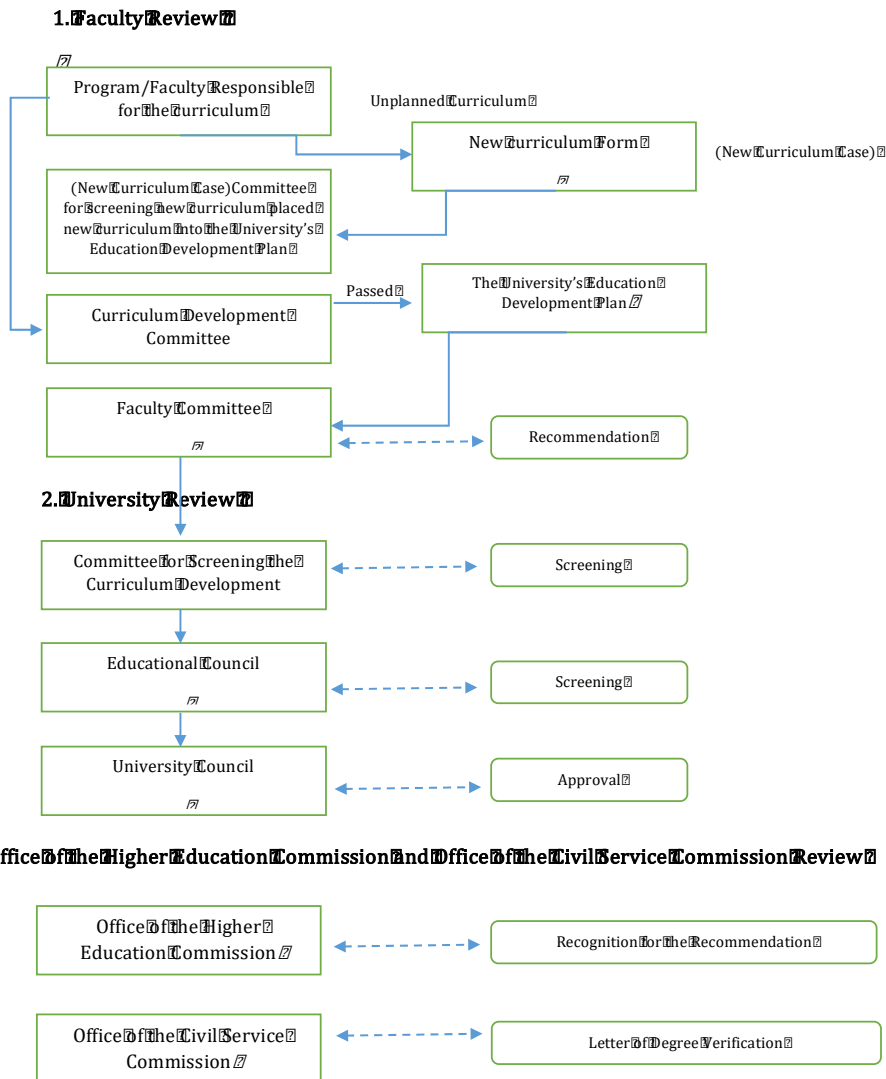 1. Faculty Review
Program/Faculty Responsible
for the curriculum
Unplanned Curriculum
New curriculum Form
(New Curriculum Case)
(New Curriculum Case)Committee
for screening new curriculum placed
new curriculum into the University's
Education Development Plan
Passed
The University's Education
Development Plan
Curriculum Development
Committee
Faculty Committee
Recommendation
2. University Review
Committee for Screening the
Curriculum Development
Screening
Educational Council
Screening
University Council
Approval
ffice of the Higher Education Commission and Office of the Civil Service Commission Review
Office of the Higher
Education Commission
Recognition for the Recommendation
Office of the Civil Service
Commission
Letter of Degree Verification